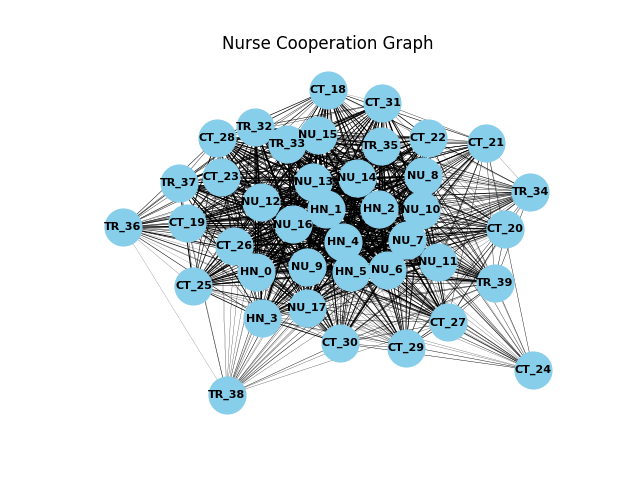 Nurse Cooperation Graph
CT_18
CT_31
TR_32
CT_28
NU_15
CT_22
TR_33
TR_35
CT_21
CT_23
TR_37
NU_13
NU_14
NU_8
TR_34
NU_12
HN_1
HN_2
NU_10
CT_19
TR_36
NU_16
CT_20
CT_26
HN_4
NU_7
NU_11
NU_9
HN_0
HN_5
NU_6
CT_25
TR_39
HN_3
NU_17
CT_27
CT_30
CT_29
CT_24
TR_38